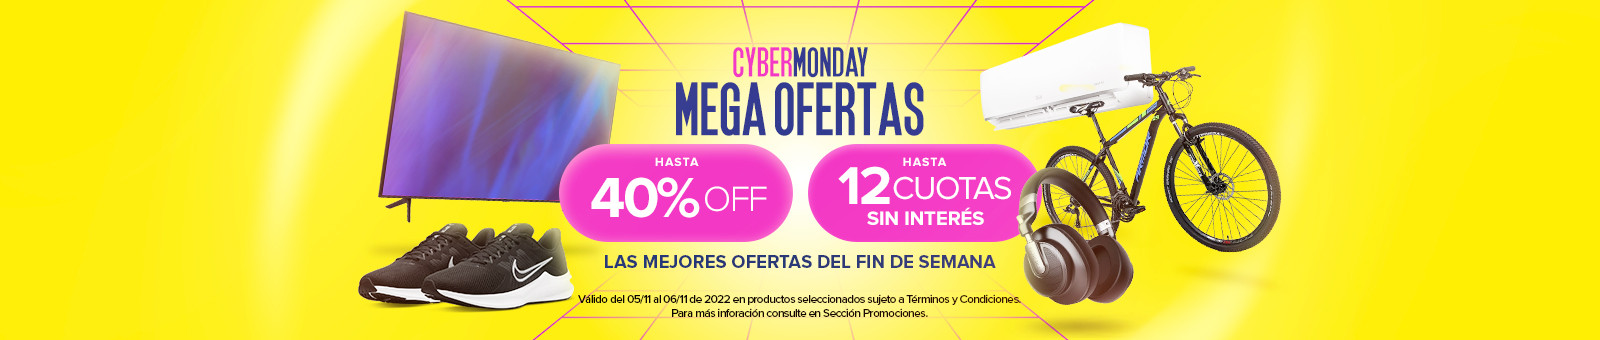 CYBERMONDAY
MEGA OFERTAS
HASTA
40% OFF
HASTA
12 CUOTAS
SIN INTERÉS
LAS MEJORES OFERTAS DEL FIN DE SEMANA
Válido del 05/11 al 06/11 de 2022 en productos seleccionados sujeto a Términos y Condiciones.
Para más inforación consulte en Sección Promociones.